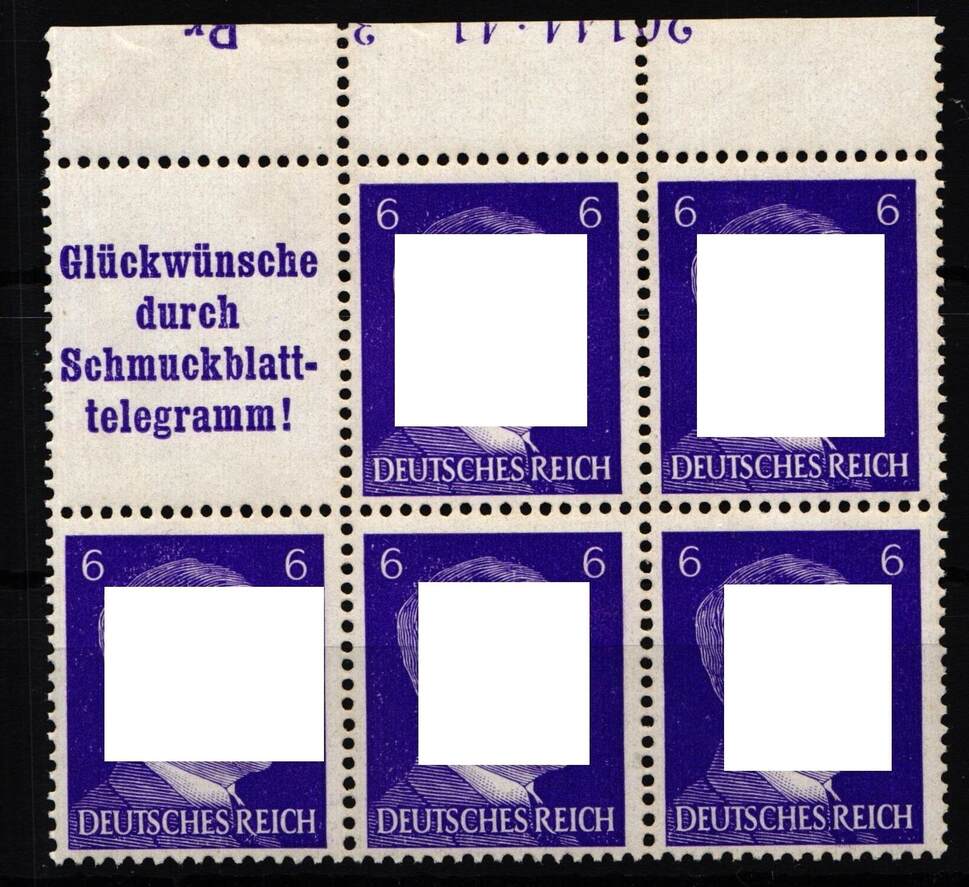 Glückwünsche
durch
Schmuckblatt-
telegramm!
6 6
DEUTSCHES REICH
6 6
DEUTSCHES REICH
6 6
DEUTSCHES REICH
6 6
DEUTSCHES REICH
6 6
DEUTSCHES REICH